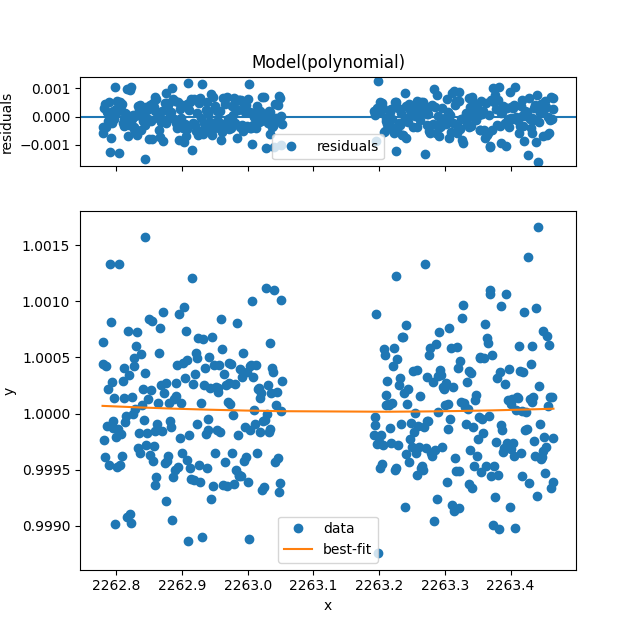 Model(polynomial)
residuals
0.001
0.000
−0.001
residuals
y
1.0015
1.0010
1.0005
1.0000
0.9995
0.9990
data
best-fit
2262.8 2262.9 2263.0 2263.1 2263.2 2263.3 2263.4
x